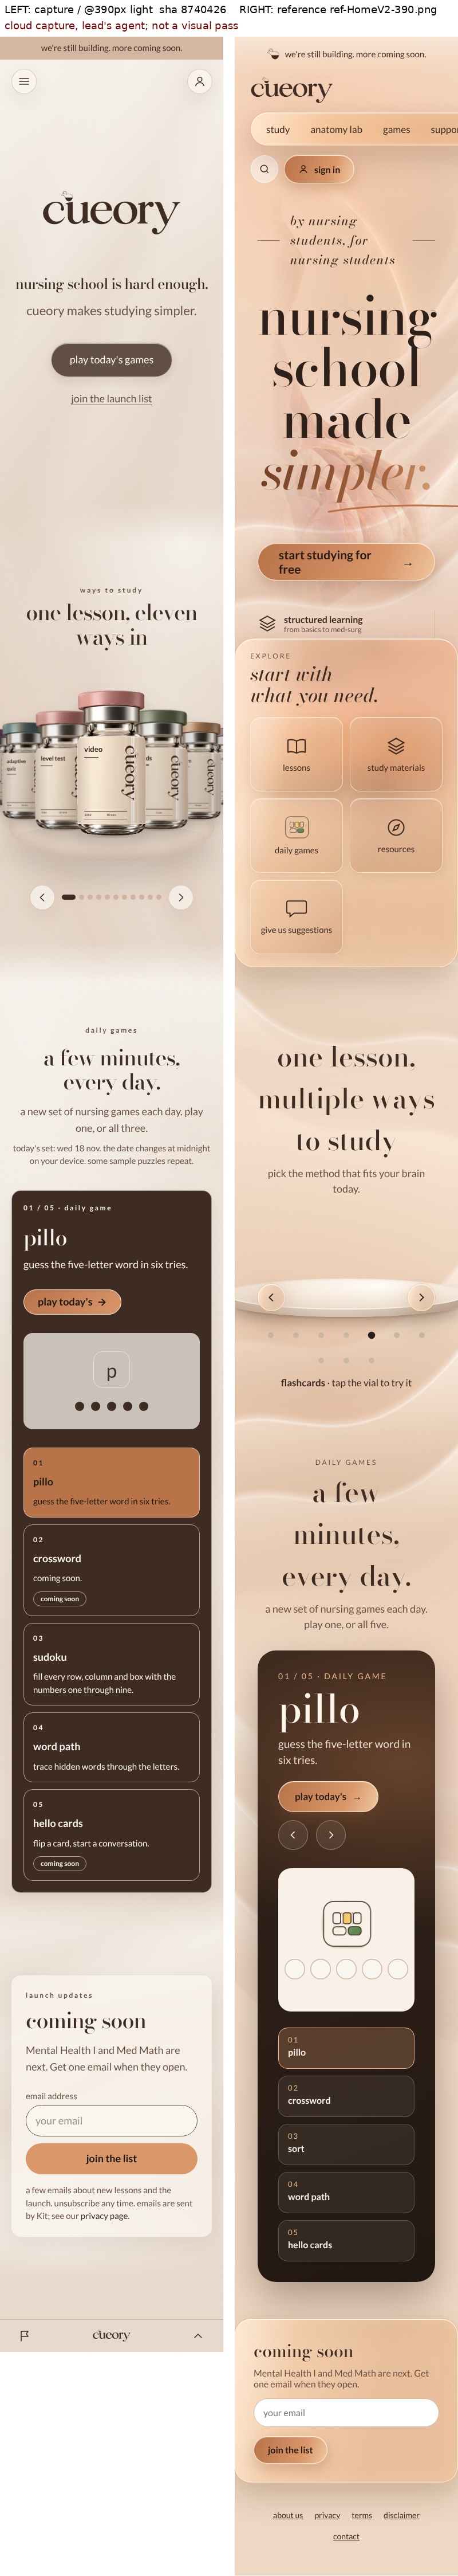 LEFT: capture / @390px light sha 8740426 RIGHT: reference ref-HomeV2-390.png
cloud capture, lead's agent; not a visual pass
we're still building. more coming soon.
cueory
nursing school is hard enough.
cueory makes studying simpler.
play today's games
join the launch list
ways to study
one lesson, eleven
ways in
adaptive
quiz
level test
video
cueory
cueory
cueory
daily games
a few minutes.
every day.
a new set of nursing games each day. play
one, or all three.
today's set: wed 18 nov. the date changes at midnight
on your device. some sample puzzles repeat.
01 / 05 · daily game
pillo
guess the five-letter word in six tries.
play today's →
p
01
pillo
guess the five-letter word in six tries.
02
crossword
coming soon.
coming soon
03
sudoku
fill every row, column and box with the
numbers one through nine.
04
word path
trace hidden words through the letters.
05
hello cards
flip a card, start a conversation.
coming soon
launch updates
coming soon
Mental Health I and Med Math are
next. Get one email when they open.
email address
your email
join the list
a few emails about new lessons and the
launch. unsubscribe any time. emails are sent
by Kit; see our privacy page.
cueory
we're still building. more coming soon.
cueory
study anatomy lab games suppor
sign in
by nursing
students, for
nursing students
nursing
school
made
simpler.
start studying for
free →
structured learning
from basics to med-surg
EXPLORE
start with
what you need.
lessons
study materials
daily games
resources
give us suggestions
one lesson,
multiple ways
to study
pick the method that fits your brain
today.
flashcards · tap the vial to try it
DAILY GAMES
a few
minutes.
every day.
a new set of nursing games each day.
play one, or all five.
01 / 05 · DAILY GAME
pillo
guess the five-letter word in
six tries.
play today's →
01
pillo
02
crossword
03
sort
04
word path
05
hello cards
coming soon
Mental Health I and Med Math are next. Get
one email when they open.
your email
join the list
about us privacy terms disclaimer
contact